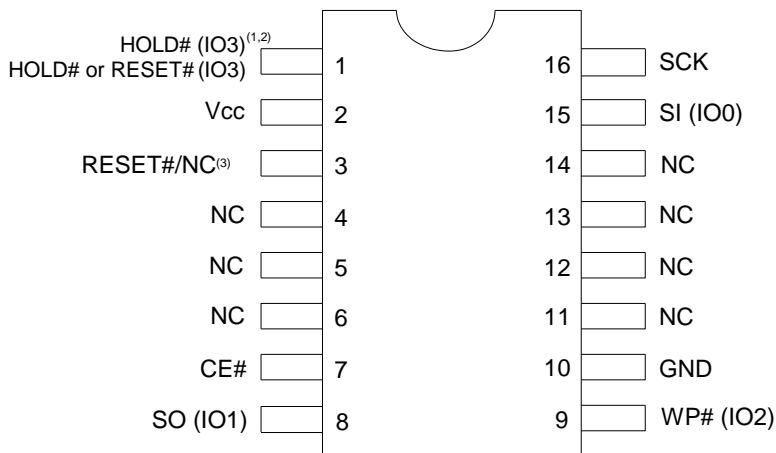 HOLD# (IO3)(1,2)
HOLD# or RESET# (IO3)
1
16
SCK
Vcc
2
15
SI (IO0)
RESET#/NC(3)
3
14
NC
NC
4
13
NC
NC
5
12
NC
NC
6
11
NC
CE#
7
10
GND
SO (IO1)
8
9
WP# (IO2)